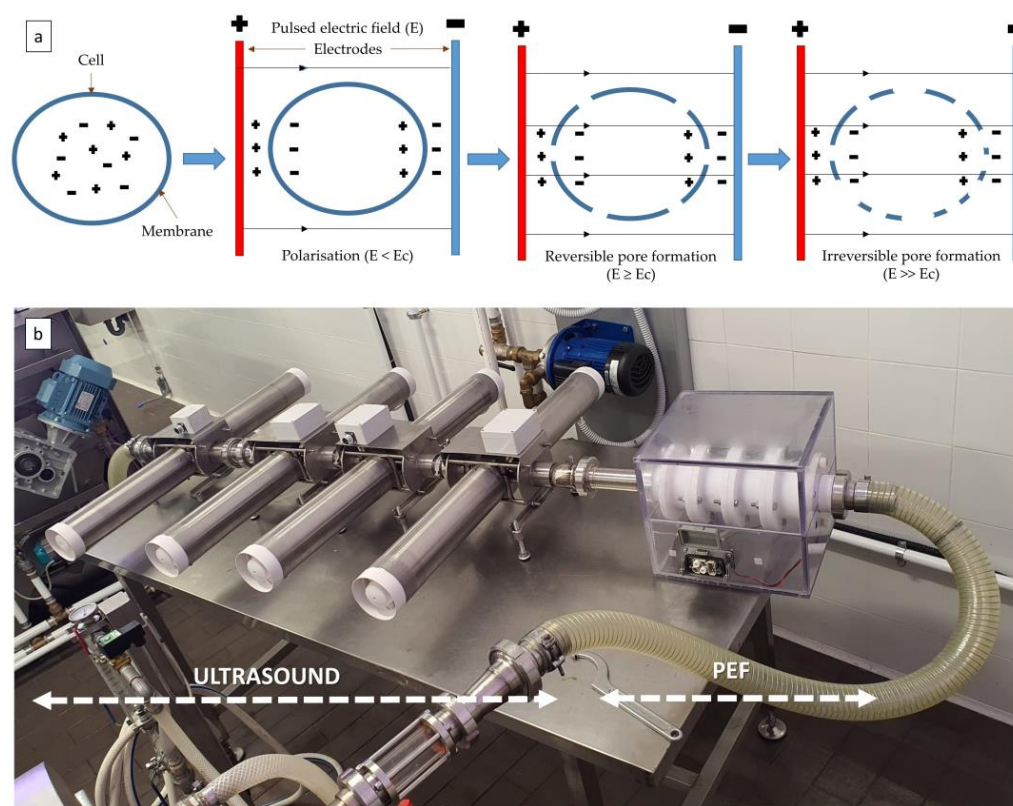 a
Pulsed electric field (E)
Electrodes
Cell
Membrane
Polarisation (E < Ec)
Reversible pore formation
(E ≥ Ec)
Irreversible pore formation
(E >> Ec)
b
ULTRASOUND
PEF